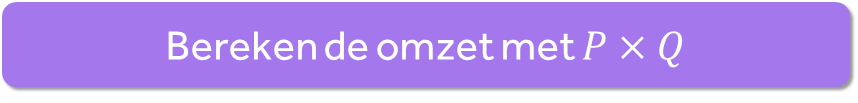 Bereken de omzet met P × Q